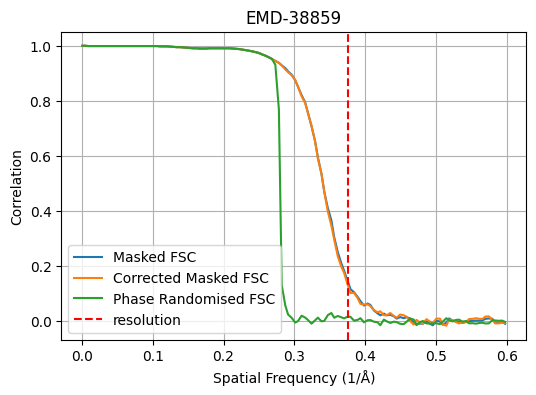 EMD-38859
1.0
0.8
0.6
0.4
0.2
0.0
Correlation
Masked FSC
Corrected Masked FSC
Phase Randomised FSC
resolution
0.0 0.1 0.2 0.3 0.4 0.5 0.6
Spatial Frequency (1/Å)